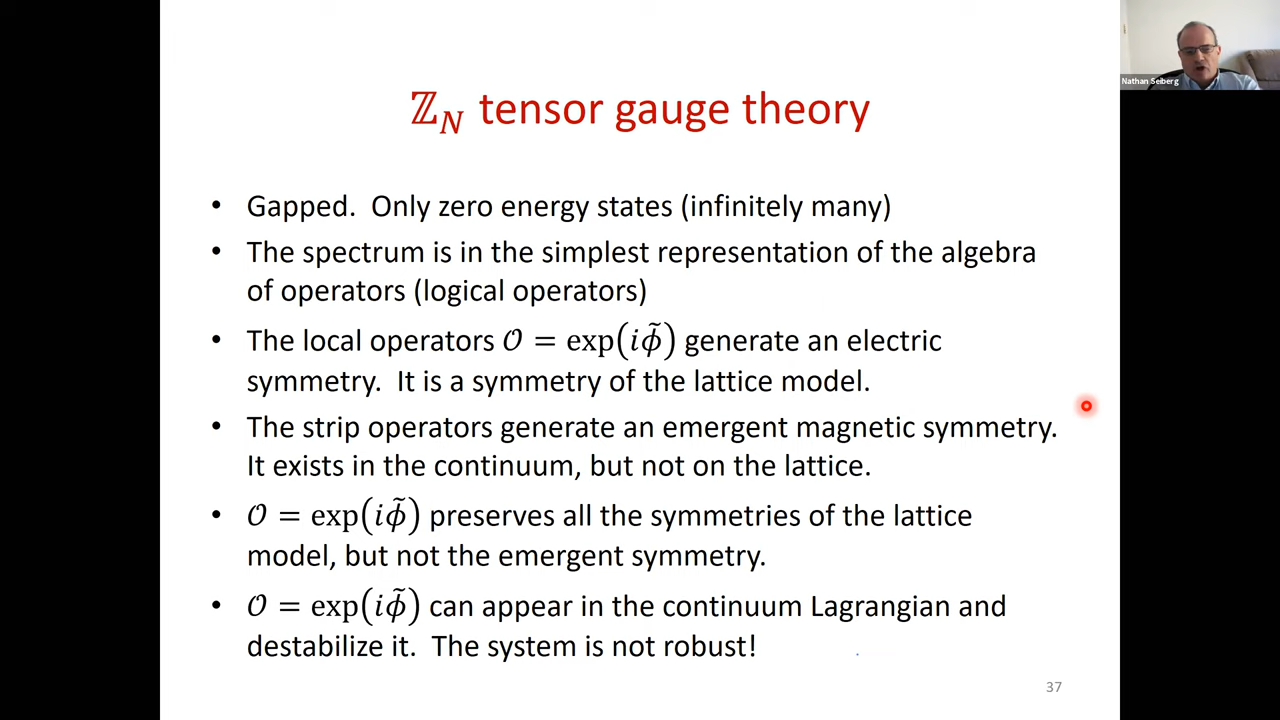 Nathan Seiberg
ℤ_N tensor gauge theory
• Gapped. Only zero energy states (infinitely many)
• The spectrum is in the simplest representation of the algebra
of operators (logical operators)
• The local operators 𝒪 = exp(iϕ̃) generate an electric
symmetry. It is a symmetry of the lattice model.
• The strip operators generate an emergent magnetic symmetry.
It exists in the continuum, but not on the lattice.
• 𝒪 = exp(iϕ̃) preserves all the symmetries of the lattice
model, but not the emergent symmetry.
• 𝒪 = exp(iϕ̃) can appear in the continuum Lagrangian and
destabilize it. The system is not robust!
37